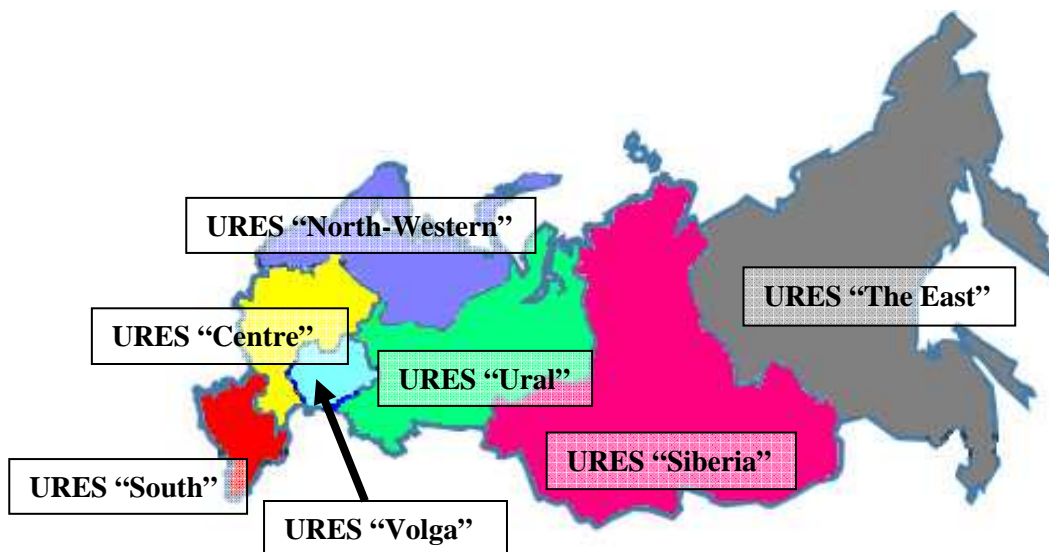 URES “North-Western”
URES “The East”
URES “Centre”
URES “Ural”
URES “Siberia”
URES “South”
URES “Volga”